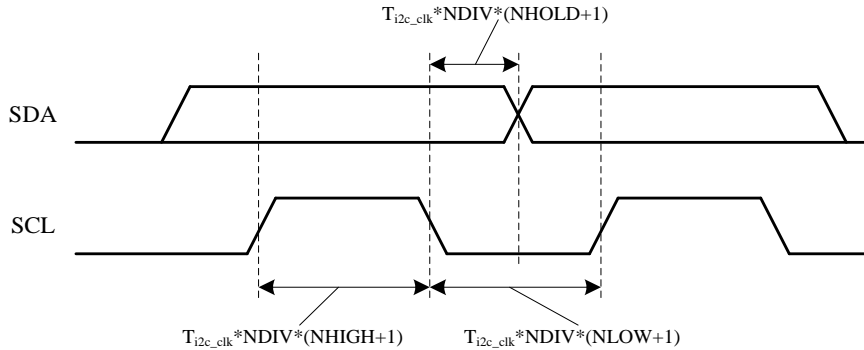 T_i2c_clk*NDIV*(NHOLD+1)
SDA
SCL
T_i2c_clk*NDIV*(NHIGH+1) T_i2c_clk*NDIV*(NLOW+1)